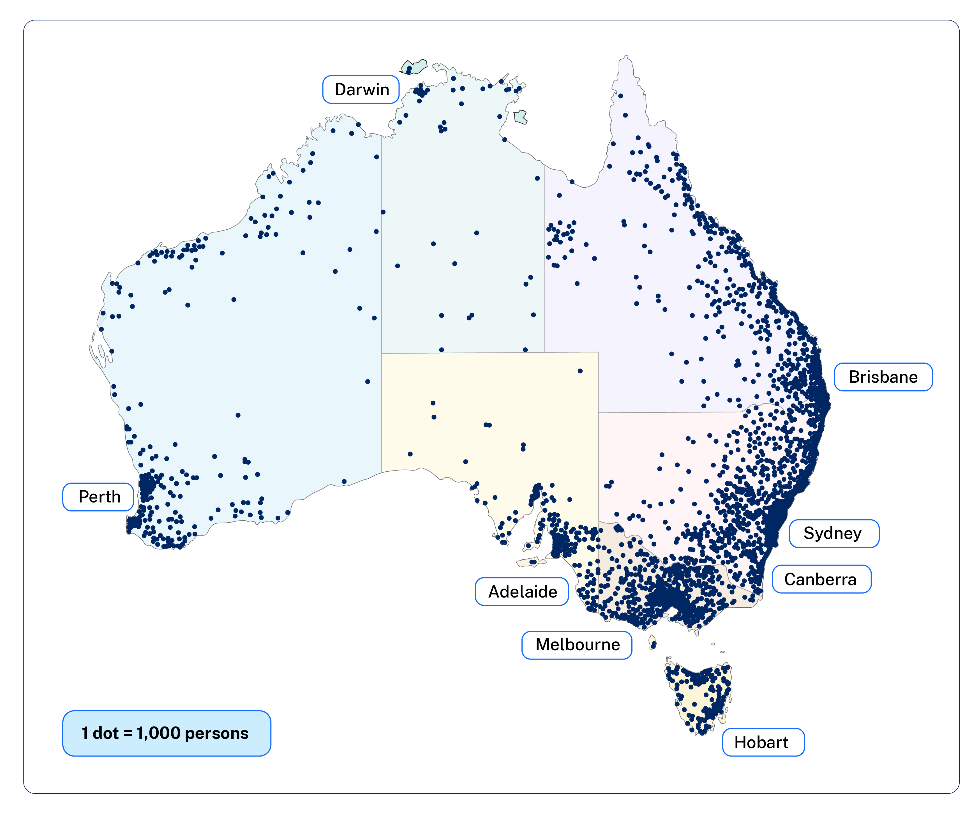 Darwin
Brisbane
Perth
Sydney
Canberra
Adelaide
Melbourne
1 dot = 1,000 persons
Hobart